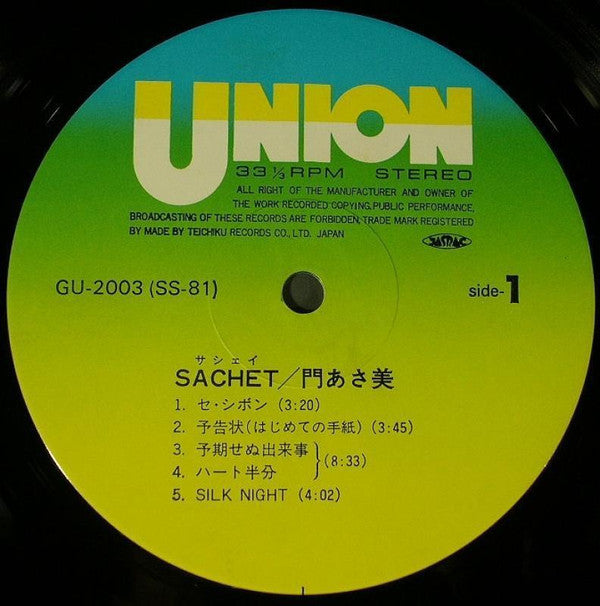 UNION
33⅓RPM STEREO
ALL RIGHT OF THE MANUFACTURER AND OWNER OF
THE WORK RECORDED COPYING,PUBLIC PERFORMANCE,
BROADCASTING OF THESE RECORDS ARE FORBIDDEN,TRADE MARK REGISTERED
BY MADE BY TEICHIKU RECORDS CO., LTD. JAPAN
JASRAC
GU-2003 (SS-81)
side-1
サシェイ
SACHET/門あさ美
1. セ・シボン (3:20)
2. 予告状(はじめての手紙) (3:45)
3. 予期せぬ出来事
4. ハート半分
(8:33)
5. SILK NIGHT (4:02)